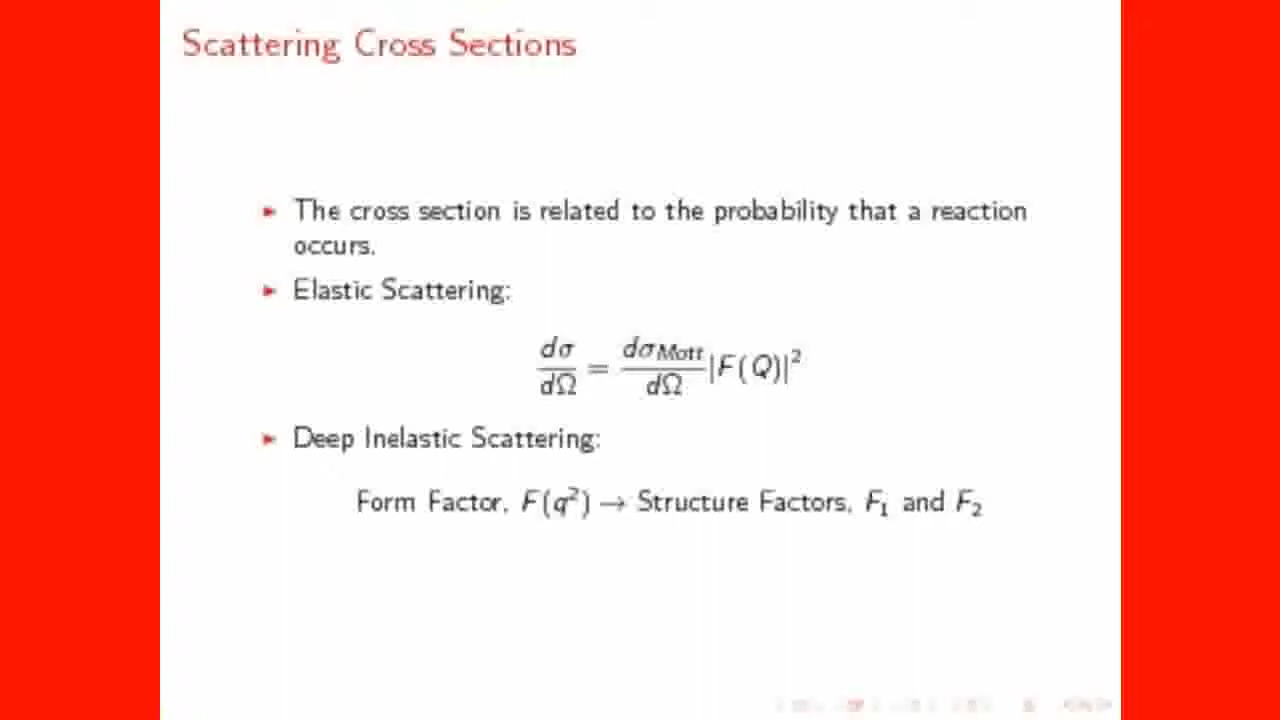 Scattering Cross Sections
► The cross section is related to the probability that a reaction
occurs.
► Elastic Scattering:
dσ/dΩ = dσ_Mott/dΩ |F(Q)|²
► Deep Inelastic Scattering:
Form Factor, F(q²) → Structure Factors, F₁ and F₂